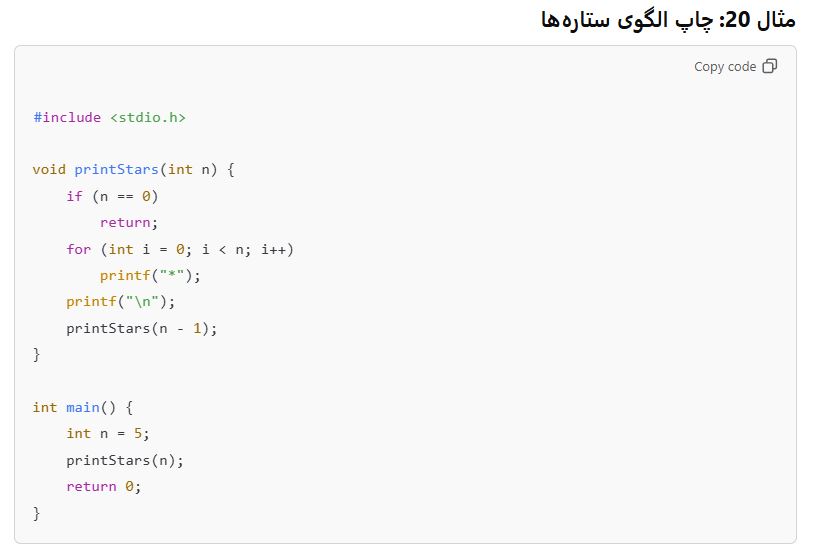 مثال 20: چاپ الگوی ستاره‌ها
Copy code
#include <stdio.h>
void printStars(int n) {
    if (n == 0)
        return;
    for (int i = 0; i < n; i++)
        printf("*");
    printf("\n");
    printStars(n - 1);
}
int main() {
    int n = 5;
    printStars(n);
    return 0;
}